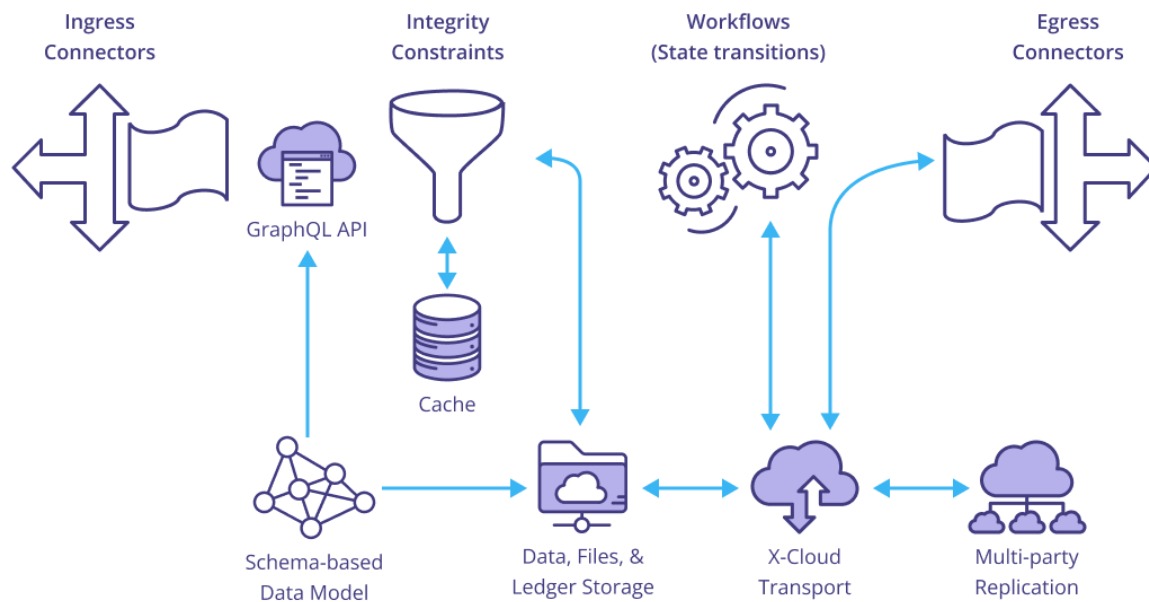 Ingress
Connectors
Integrity
Constraints
Workflows
(State transitions)
Egress
Connectors
GraphQL API
Cache
Schema-based
Data Model
Data, Files, &
Ledger Storage
X-Cloud
Transport
Multi-party
Replication